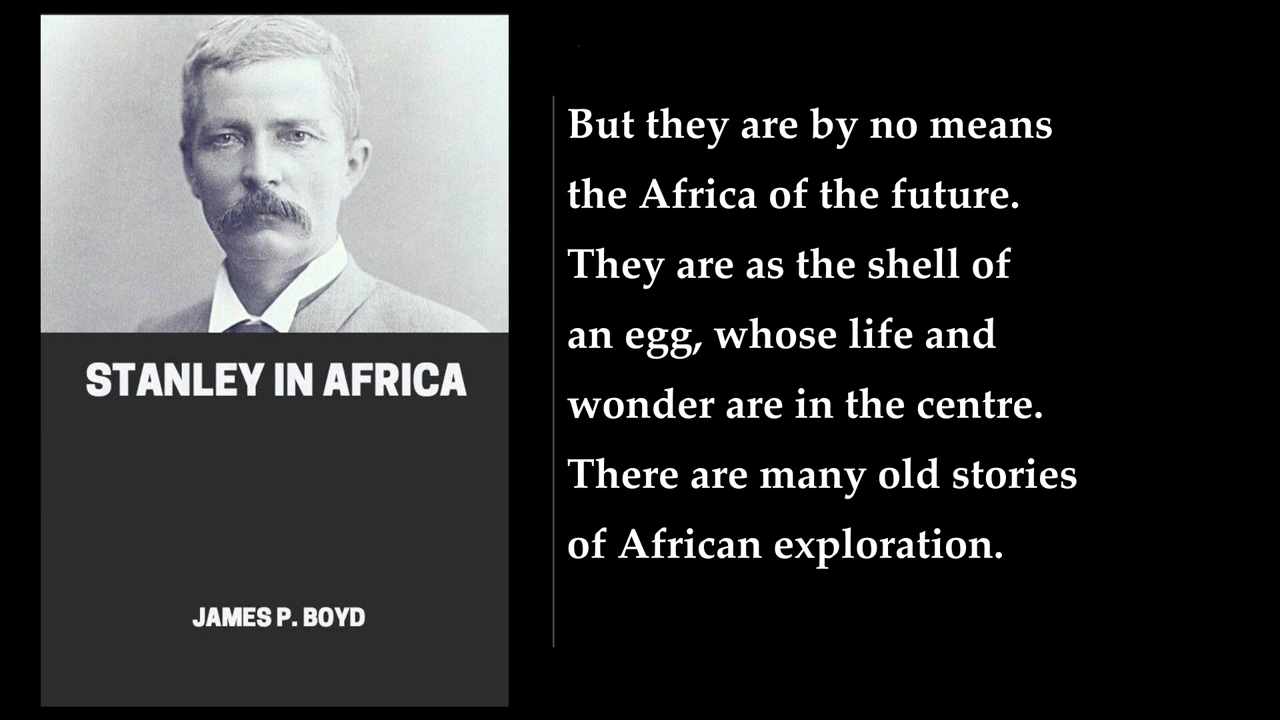 STANLEY IN AFRICA
JAMES P. BOYD
But they are by no means
the Africa of the future.
They are as the shell of
an egg, whose life and
wonder are in the centre.
There are many old stories
of African exploration.